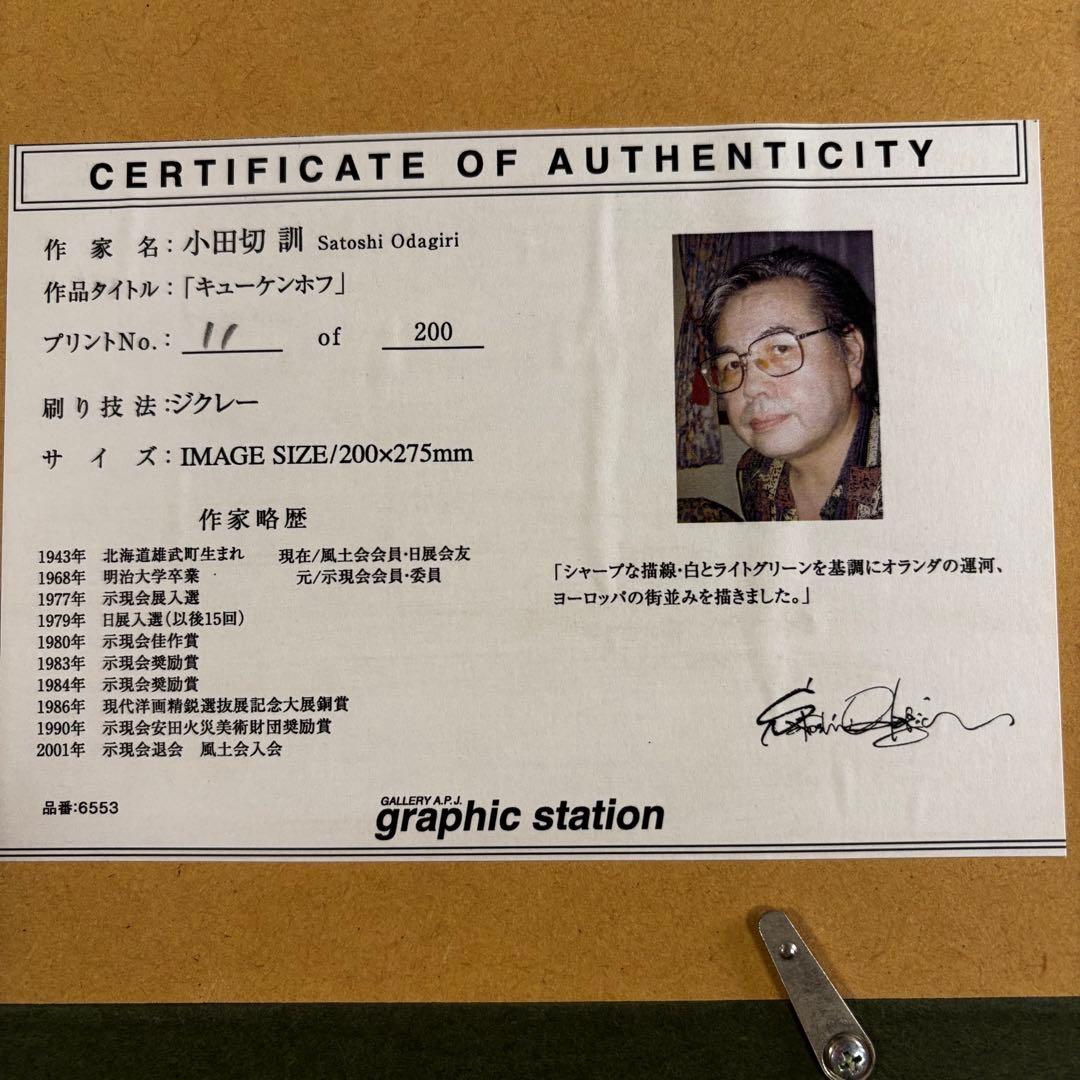 CERTIFICATE OF AUTHENTICITY
作家名:小田切 訓 Satoshi Odagiri
作品タイトル:「キューケンホフ」
プリントNo.: 11 of 200
刷り技法:ジクレー
サイズ:IMAGE SIZE/200×275mm
作家略歴
1943年 北海道雄武町生まれ 現在/風土会会員・日展会友
1968年 明治大学卒業 元/示現会会員・委員
1977年 示現会展入選
1979年 日展入選(以後15回)
1980年 示現会佳作賞
1983年 示現会奨励賞
1984年 示現会奨励賞
1986年 現代洋画精鋭選抜展記念大展銅賞
1990年 示現会安田火災美術財団奨励賞
2001年 示現会退会 風土会入会
「シャープな描線・白とライトグリーンを基調にオランダの運河、
ヨーロッパの街並みを描きました。」
品番:6553
GALLERY A.P.J.
graphic station